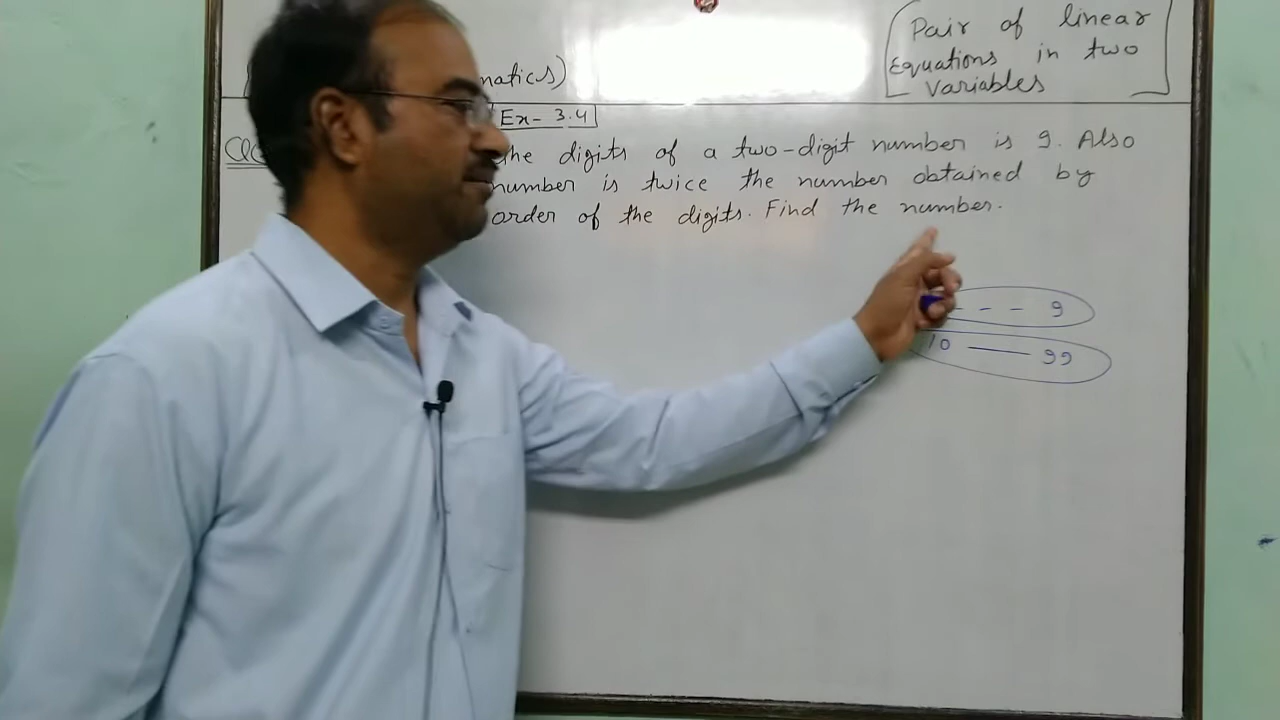 Pair of linear
Equations in two
Variables
matics)
Ex- 3.4
the digits of a two-digit number is 9. Also
number is twice the number obtained by
order of the digits. Find the number.
- - 9
10 — 99